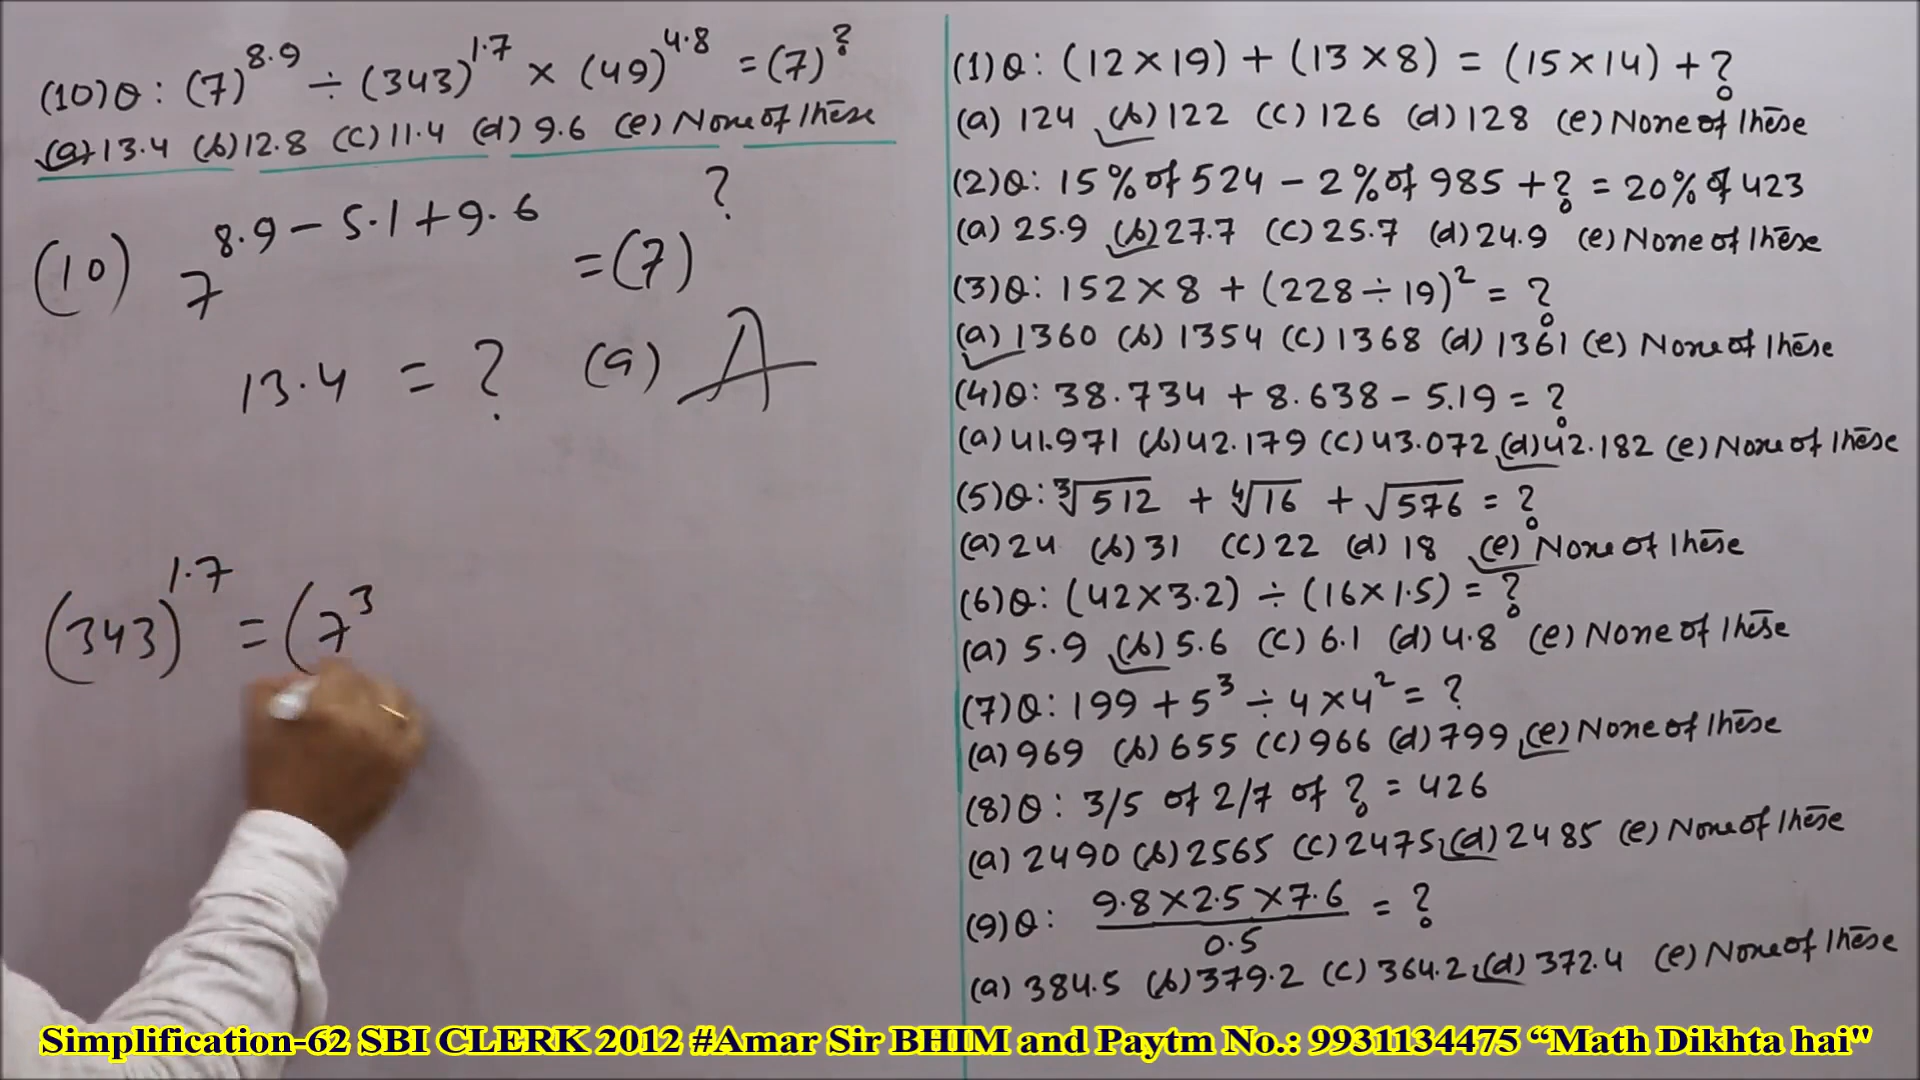 (10)Q: (7)^8.9 ÷ (343)^1.7 × (49)^4.8 = (7)^?
(a) 13.4 (b) 12.8 (c) 11.4 (d) 9.6 (e) None of these
(10) 7^8.9 - 5.1 + 9.6 = (7)^?
13.4 = ? (a) A
(343)^1.7 = (7^3
(1)Q: (12×19) + (13×8) = (15×14) + ?
(a) 124 (b) 122 (c) 126 (d) 128 (e) None of these
(2)Q: 15% of 524 - 2% of 985 + ? = 20% of 423
(a) 25.9 (b) 27.7 (c) 25.7 (d) 24.9 (e) None of these
(3)Q: 152 × 8 + (228 ÷ 19)² = ?
(a) 1360 (b) 1354 (c) 1368 (d) 1361 (e) None of these
(4)Q: 38.734 + 8.638 - 5.19 = ?
(a) 41.971 (b) 42.179 (c) 43.072 (d) 42.182 (e) None of these
(5)Q: ∛512 + ∜16 + √576 = ?
(a) 24 (b) 31 (c) 22 (d) 18 (e) None of these
(6)Q: (42×3.2) ÷ (16×1.5) = ?
(a) 5.9 (b) 5.6 (c) 6.1 (d) 4.8 (e) None of these
(7)Q: 199 + 5³ ÷ 4 × 4² = ?
(a) 969 (b) 655 (c) 966 (d) 799 (e) None of these
(8)Q: 3/5 of 2/7 of ? = 426
(a) 2490 (b) 2565 (c) 2475 (d) 2485 (e) None of these
(9)Q: 9.8 × 2.5 × 7.6 = ?
0.5
(a) 384.5 (b) 379.2 (c) 364.2 (d) 372.4 (e) None of these
Simplification-62 SBI CLERK 2012 #Amar Sir BHIM and Paytm No.: 9931134475 “Math Dikhta hai"